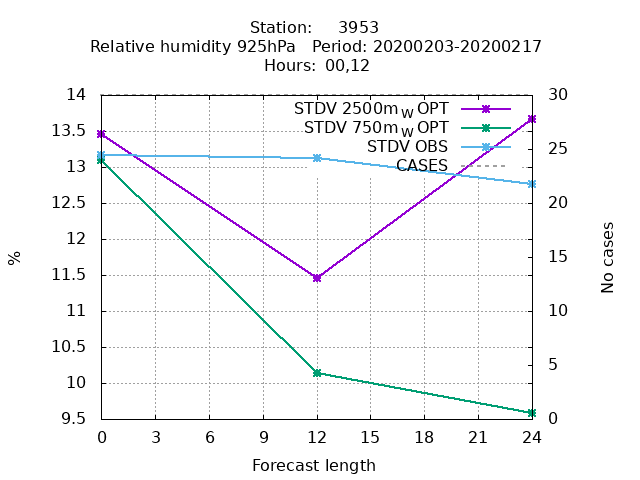 Station: 3953
Relative humidity 925hPa Period: 20200203-20200217
Hours: 00,12
14 30
STDV 2500m W OPT
13.5
STDV 750m W OPT
25
STDV OBS
13
CASES
12.5 20
12
15
11.5
11 10
10.5
5
10
9.5 0
%
No cases
0 3 6 9 12 15 18 21 24
Forecast length